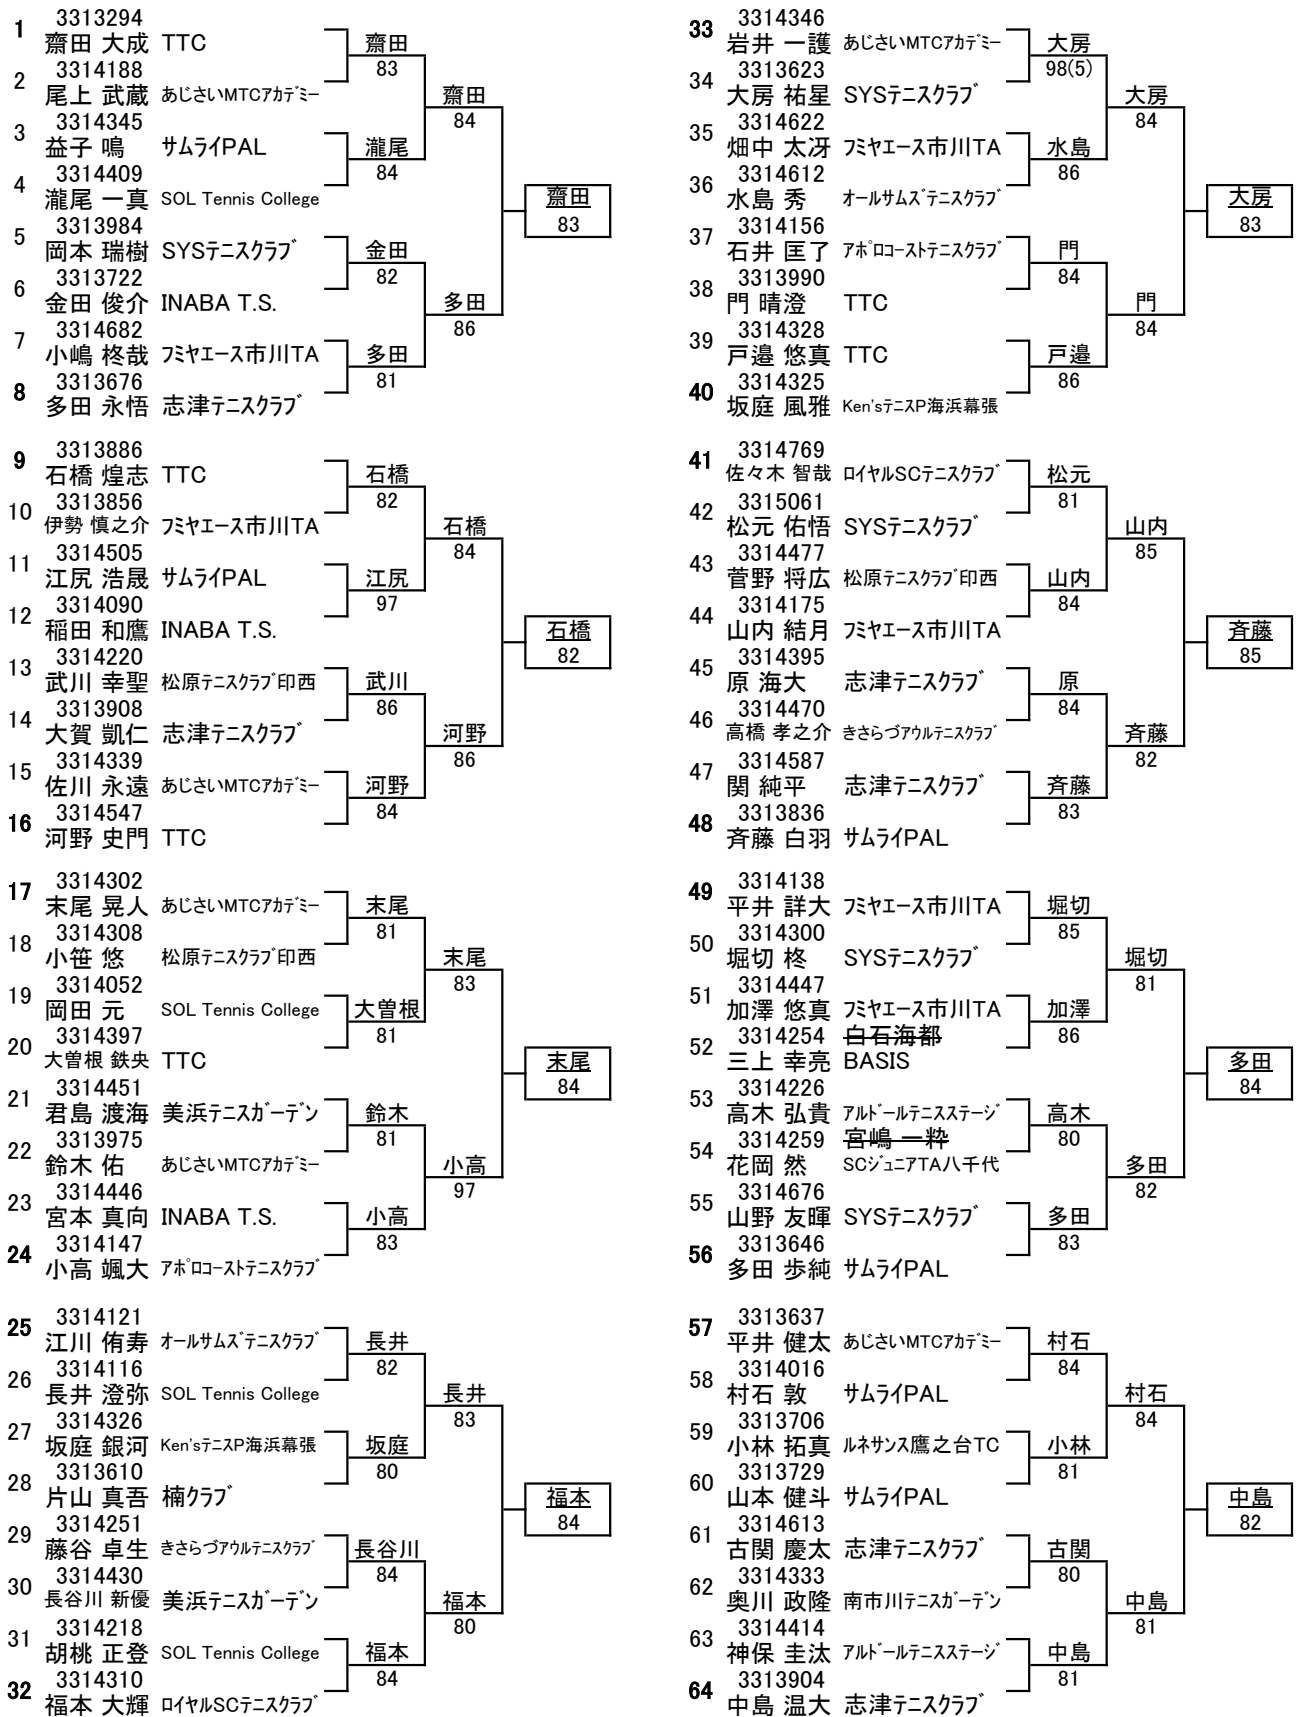 3313294
1 齋田 大成 TTC
齋田
83
3314188
2 尾上 武蔵 あじさいMTCアカデミー
齋田
84
3314345
3 益子 鳴 サムライPAL
瀧尾
84
3314409
4 瀧尾 一真 SOL Tennis College
齋田
83
3313984
5 岡本 瑞樹 SYSテニスクラブ
金田
82
3313722
6 金田 俊介 INABA T.S.
多田
86
3314682
7 小嶋 柊哉 フミヤエース市川TA
多田
81
3313676
8 多田 永悟 志津テニスクラブ
3313886
9 石橋 煌志 TTC
石橋
82
3313856
10 伊勢 慎之介 フミヤエース市川TA
石橋
84
3314505
11 江尻 浩晟 サムライPAL
江尻
97
3314090
12 稲田 和鷹 INABA T.S.
石橋
82
3314220
13 武川 幸聖 松原テニスクラブ印西
武川
86
3313908
14 大賀 凱仁 志津テニスクラブ
河野
86
3314339
15 佐川 永遠 あじさいMTCアカデミー
河野
84
3314547
16 河野 史門 TTC
3314302
17 末尾 晃人 あじさいMTCアカデミー
末尾
81
3314308
18 小笹 悠 松原テニスクラブ印西
末尾
83
3314052
19 岡田 元 SOL Tennis College
大曽根
81
3314397
20 大曽根 鉄央 TTC
末尾
84
3314451
21 君島 渡海 美浜テニスガーデン
鈴木
81
3313975
22 鈴木 佑 あじさいMTCアカデミー
小高
97
3314446
23 宮本 真向 INABA T.S.
小高
83
3314147
24 小高 颯大 アポロコーストテニスクラブ
3314121
25 江川 侑寿 オールサムズテニスクラブ
長井
82
3314116
26 長井 澄弥 SOL Tennis College
長井
83
3314326
27 坂庭 銀河 Ken'sテニスP海浜幕張
坂庭
80
3313610
28 片山 真吾 楠クラブ
福本
84
3314251
29 藤谷 卓生 きさらづアウルテニスクラブ
長谷川
84
3314430
30 長谷川 新優 美浜テニスガーデン
福本
80
3314218
31 胡桃 正登 SOL Tennis College
福本
84
3314310
32 福本 大輝 ロイヤルSCテニスクラブ
3314346
33 岩井 一護 あじさいMTCアカデミー
大房
98(5)
3313623
34 大房 祐星 SYSテニスクラブ
大房
84
3314622
35 畑中 太冴 フミヤエース市川TA
水島
86
3314612
36 水島 秀 オールサムズテニスクラブ
大房
83
3314156
37 石井 匡了 アポロコーストテニスクラブ
門
84
3313990
38 門 晴澄 TTC
門
84
3314328
39 戸邉 悠真 TTC
戸邉
86
3314325
40 坂庭 風雅 Ken'sテニスP海浜幕張
3314769
41 佐々木 智哉 ロイヤルSCテニスクラブ
松元
81
3315061
42 松元 佑悟 SYSテニスクラブ
山内
85
3314477
43 菅野 将広 松原テニスクラブ印西
山内
84
3314175
44 山内 結月 フミヤエース市川TA
斉藤
85
3314395
45 原 海大 志津テニスクラブ
原
84
3314470
46 高橋 孝之介 きさらづアウルテニスクラブ
斉藤
82
3314587
47 関 純平 志津テニスクラブ
斉藤
83
3313836
48 斉藤 白羽 サムライPAL
3314138
49 平井 詳大 フミヤエース市川TA
堀切
85
3314300
50 堀切 柊 SYSテニスクラブ
堀切
81
3314447
51 加澤 悠真 フミヤエース市川TA
加澤
86
3314254 白石海都
52 三上 幸亮 BASIS
多田
84
3314226
53 高木 弘貴 アルドールテニスステージ
高木
80
3314259 宮嶋 一粋
54 花岡 然 SCジュニアTA八千代
多田
82
3314676
55 山野 友暉 SYSテニスクラブ
多田
83
3313646
56 多田 歩純 サムライPAL
3313637
57 平井 健太 あじさいMTCアカデミー
村石
84
3314016
58 村石 敦 サムライPAL
村石
84
3313706
59 小林 拓真 ルネサンス鷹之台TC
小林
81
3313729
60 山本 健斗 サムライPAL
中島
82
3314613
61 古関 慶太 志津テニスクラブ
古関
80
3314333
62 奥川 政隆 南市川テニスガーデン
中島
81
3314414
63 神保 圭汰 アルドールテニスステージ
中島
81
3313904
64 中島 温大 志津テニスクラブ